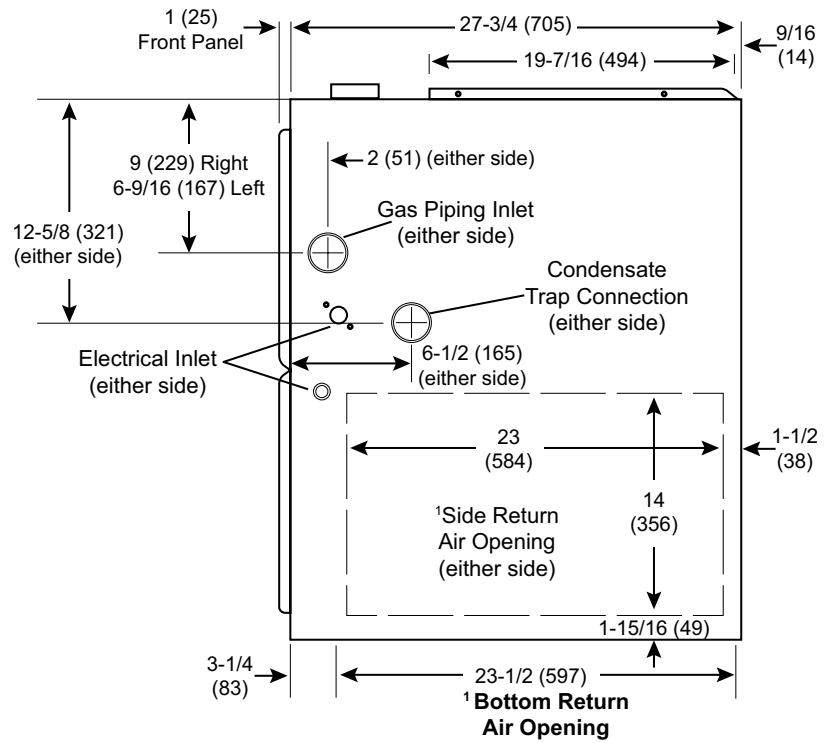 1 (25)
Front Panel
27-3/4 (705)
9/16
(14)
19-7/16 (494)
9 (229) Right
6-9/16 (167) Left
2 (51) (either side)
12-5/8 (321)
(either side)
Gas Piping Inlet
(either side)
Condensate
Trap Connection
(either side)
Electrical Inlet
(either side)
6-1/2 (165)
(either side)
23
(584)
1-1/2
(38)
14
(356)
¹Side Return
Air Opening
(either side)
1-15/16 (49)
3-1/4
(83)
23-1/2 (597)
¹ Bottom Return
Air Opening